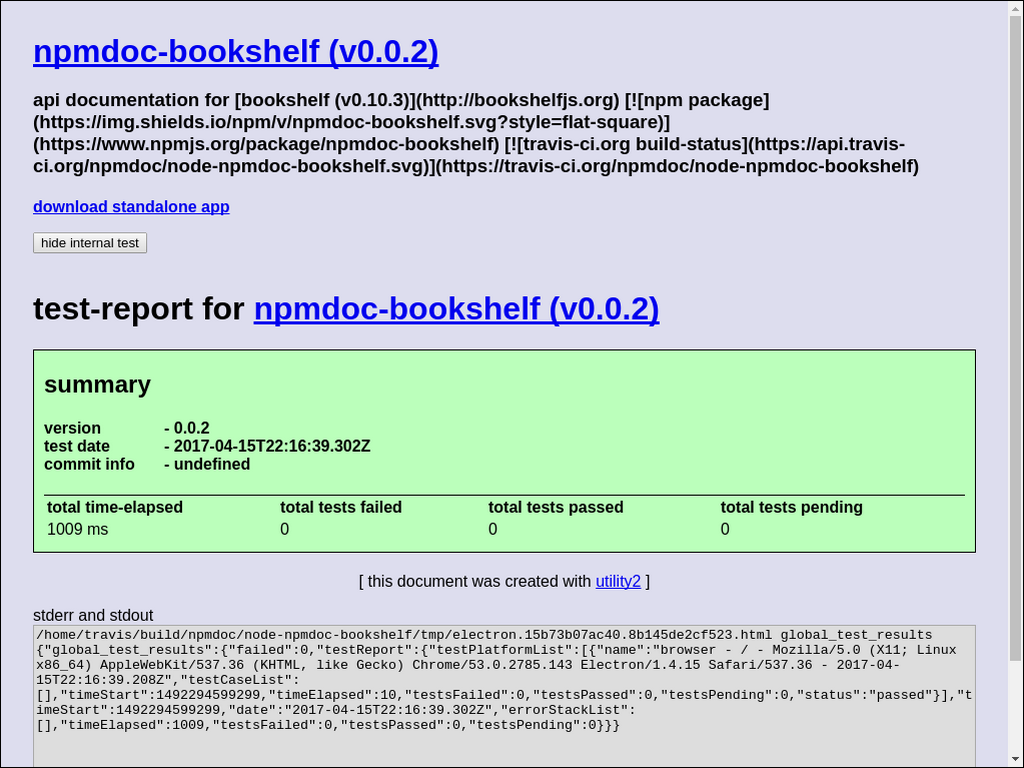 npmdoc-bookshelf (v0.0.2)
api documentation for [bookshelf (v0.10.3)](http://bookshelfjs.org) [![npm package]
(https://img.shields.io/npm/v/npmdoc-bookshelf.svg?style=flat-square)]
(https://www.npmjs.org/package/npmdoc-bookshelf) [![travis-ci.org build-status](https://api.travis-
ci.org/npmdoc/node-npmdoc-bookshelf.svg)](https://travis-ci.org/npmdoc/node-npmdoc-bookshelf)
download standalone app
hide internal test
test-report for npmdoc-bookshelf (v0.0.2)
summary
version - 0.0.2
test date - 2017-04-15T22:16:39.302Z
commit info - undefined
total time-elapsed total tests failed total tests passed total tests pending
1009 ms 0 0 0
[ this document was created with utility2 ]
stderr and stdout
/home/travis/build/npmdoc/node-npmdoc-bookshelf/tmp/electron.15b73b07ac40.8b145de2cf523.html global_test_results
{"global_test_results":{"failed":0,"testReport":{"testPlatformList":[{"name":"browser - / - Mozilla/5.0 (X11; Linux
x86_64) AppleWebKit/537.36 (KHTML, like Gecko) Chrome/53.0.2785.143 Electron/1.4.15 Safari/537.36 - 2017-04-
15T22:16:39.208Z","testCaseList":
[],"timeStart":1492294599299,"timeElapsed":10,"testsFailed":0,"testsPassed":0,"testsPending":0,"status":"passed"}],"t
imeStart":1492294599299,"date":"2017-04-15T22:16:39.302Z","errorStackList":
[],"timeElapsed":1009,"testsFailed":0,"testsPassed":0,"testsPending":0}}}